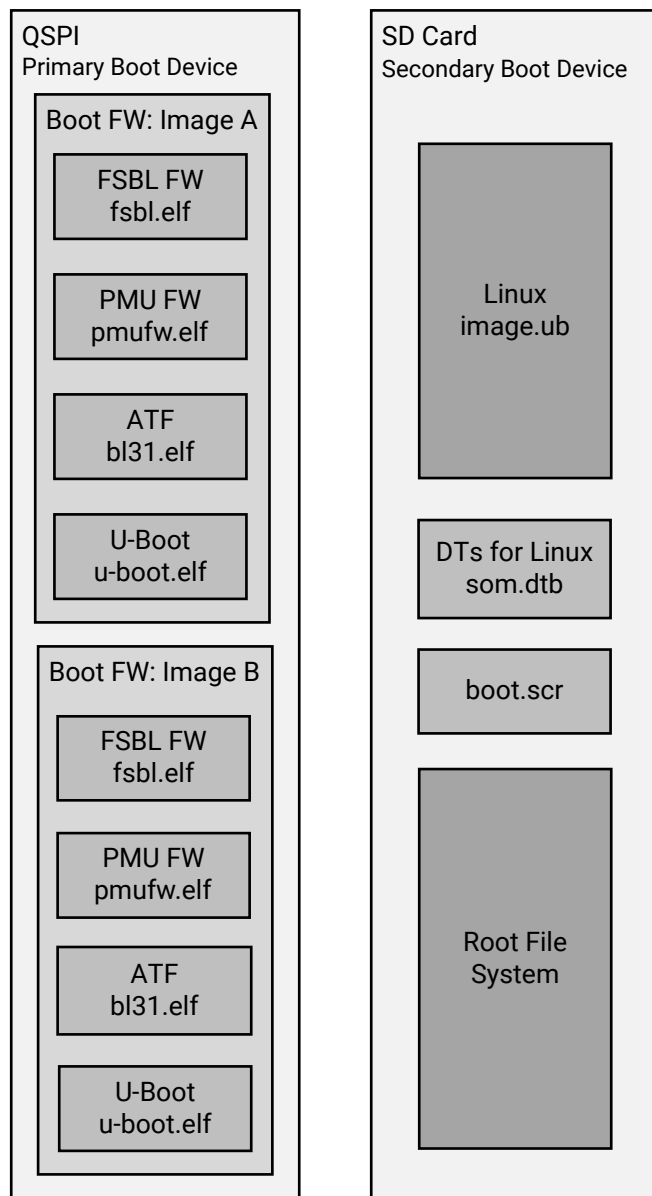 QSPI
Primary Boot Device
Boot FW: Image A
FSBL FW
fsbl.elf
PMU FW
pmufw.elf
ATF
bl31.elf
U-Boot
u-boot.elf
Boot FW: Image B
FSBL FW
fsbl.elf
PMU FW
pmufw.elf
ATF
bl31.elf
U-Boot
u-boot.elf
SD Card
Secondary Boot Device
Linux
image.ub
DTs for Linux
som.dtb
boot.scr
Root File
System